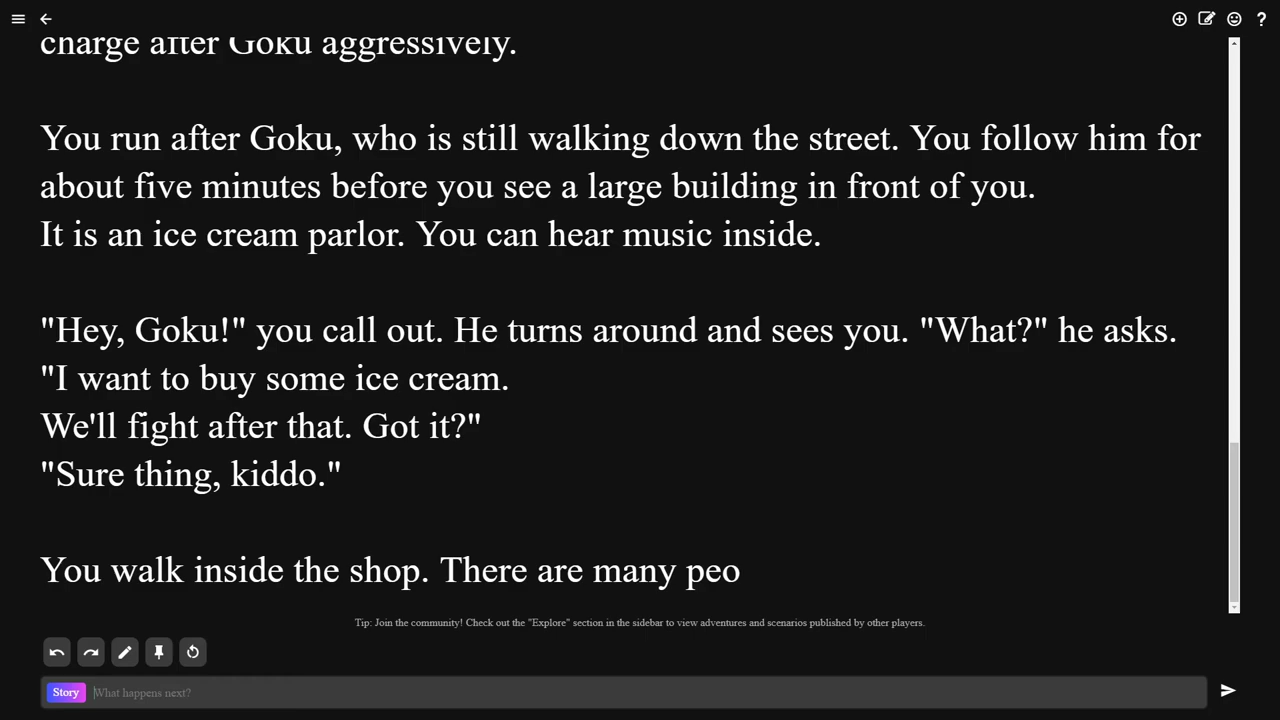 charge after Goku aggressively.
You run after Goku, who is still walking down the street. You follow him for
about five minutes before you see a large building in front of you.
It is an ice cream parlor. You can hear music inside.
"Hey, Goku!" you call out. He turns around and sees you. "What?" he asks.
"I want to buy some ice cream.
We'll fight after that. Got it?"
"Sure thing, kiddo."
You walk inside the shop. There are many peo
Tip: Join the community! Check out the "Explore" section in the sidebar to view adventures and scenarios published by other players.
Story What happens next?